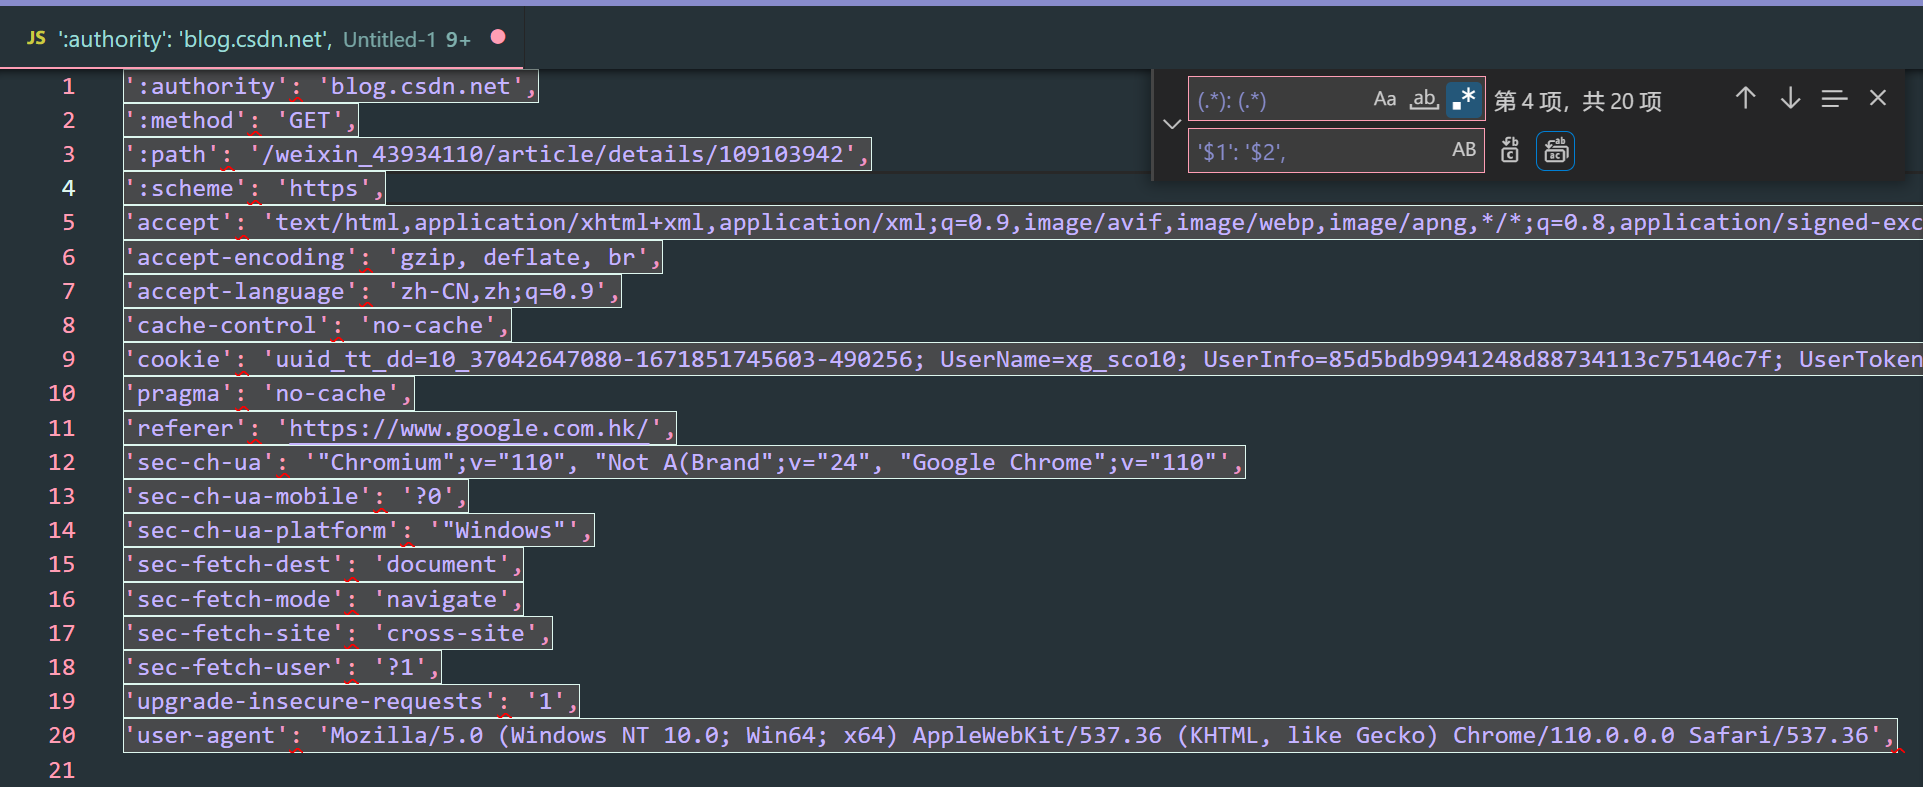 JS ':authority': 'blog.csdn.net', Untitled-1 9+
(.*): (.*) Aa ab .* 第 4 项，共 20 项
'$1': '$2', AB
1 ':authority': 'blog.csdn.net',
2 ':method': 'GET',
3 ':path': '/weixin_43934110/article/details/109103942',
4 ':scheme': 'https',
5 'accept': 'text/html,application/xhtml+xml,application/xml;q=0.9,image/avif,image/webp,image/apng,*/*;q=0.8,application/signed-exc
6 'accept-encoding': 'gzip, deflate, br',
7 'accept-language': 'zh-CN,zh;q=0.9',
8 'cache-control': 'no-cache',
9 'cookie': 'uuid_tt_dd=10_37042647080-1671851745603-490256; UserName=xg_sco10; UserInfo=85d5bdb9941248d88734113c75140c7f; UserToken
10 'pragma': 'no-cache',
11 'referer': 'https://www.google.com.hk/',
12 'sec-ch-ua': '"Chromium";v="110", "Not A(Brand";v="24", "Google Chrome";v="110"',
13 'sec-ch-ua-mobile': '?0',
14 'sec-ch-ua-platform': '"Windows"',
15 'sec-fetch-dest': 'document',
16 'sec-fetch-mode': 'navigate',
17 'sec-fetch-site': 'cross-site',
18 'sec-fetch-user': '?1',
19 'upgrade-insecure-requests': '1',
20 'user-agent': 'Mozilla/5.0 (Windows NT 10.0; Win64; x64) AppleWebKit/537.36 (KHTML, like Gecko) Chrome/110.0.0.0 Safari/537.36',
21